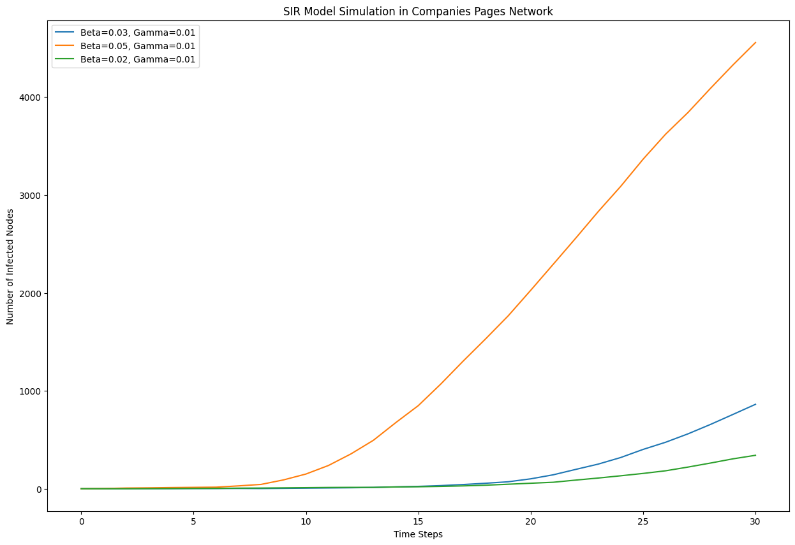 SIR Model Simulation in Companies Pages Network
Beta=0.03, Gamma=0.01
Beta=0.05, Gamma=0.01
Beta=0.02, Gamma=0.01
Number of Infected Nodes
4000
3000
2000
1000
0
0 5 10 15 20 25 30
Time Steps